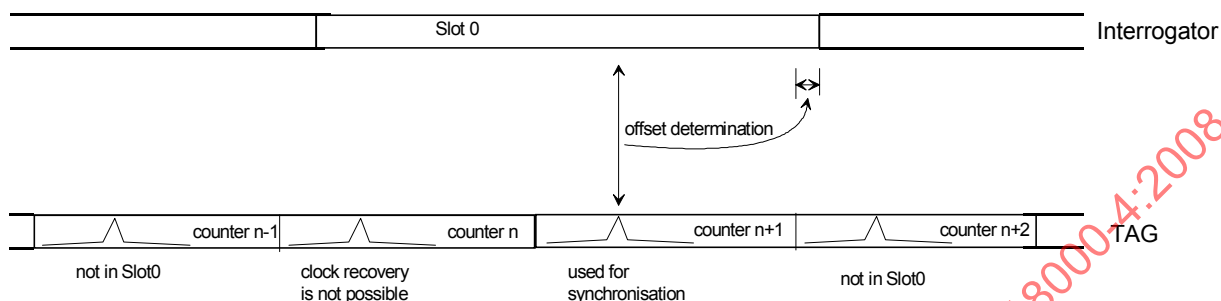 Slot 0
Interrogator
offset determination
counter n-1
counter n
counter n+1
counter n+2
TAG
not in Slot0
clock recovery
is not possible
used for
synchronisation
not in Slot0
18000-4:2008